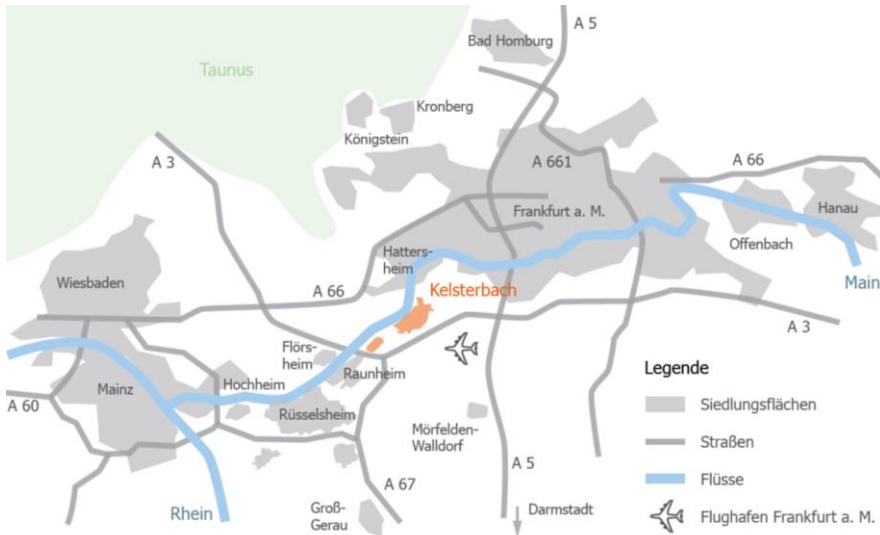 A 5
Bad Homburg
Taunus
Kronberg
Königstein
A 3
A 661
A 66
Frankfurt a. M.
Hanau
Offenbach
Hatters-
heim
Wiesbaden
Main
Kelsterbach
A 66
A 3
Flörs-
heim
Raunheim
Mainz
Hochheim
Rüsselsheim
A 60
Mörfelden-
Walldorf
A 5
A 67
Rhein
Groß-
Gerau
Darmstadt
Legende
Siedlungsflächen
Straßen
Flüsse
Flughafen Frankfurt a. M.